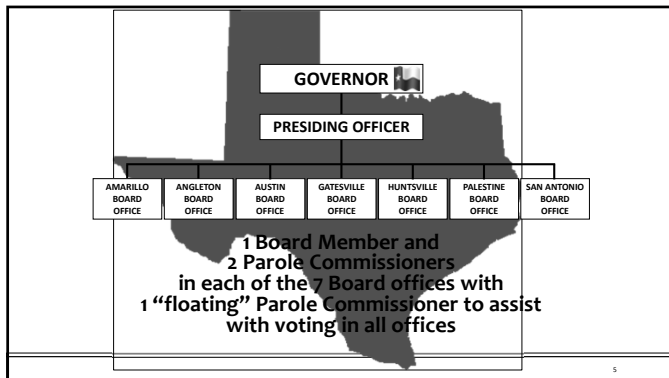 GOVERNOR
PRESIDING OFFICER
AMARILLO
BOARD
OFFICE
ANGLETON
BOARD
OFFICE
AUSTIN
BOARD
OFFICE
GATESVILLE
BOARD
OFFICE
HUNTSVILLE
BOARD
OFFICE
PALESTINE
BOARD
OFFICE
SAN ANTONIO
BOARD
OFFICE
1 Board Member and
2 Parole Commissioners
in each of the 7 Board offices with
1 “floating” Parole Commissioner to assist
with voting in all offices
5